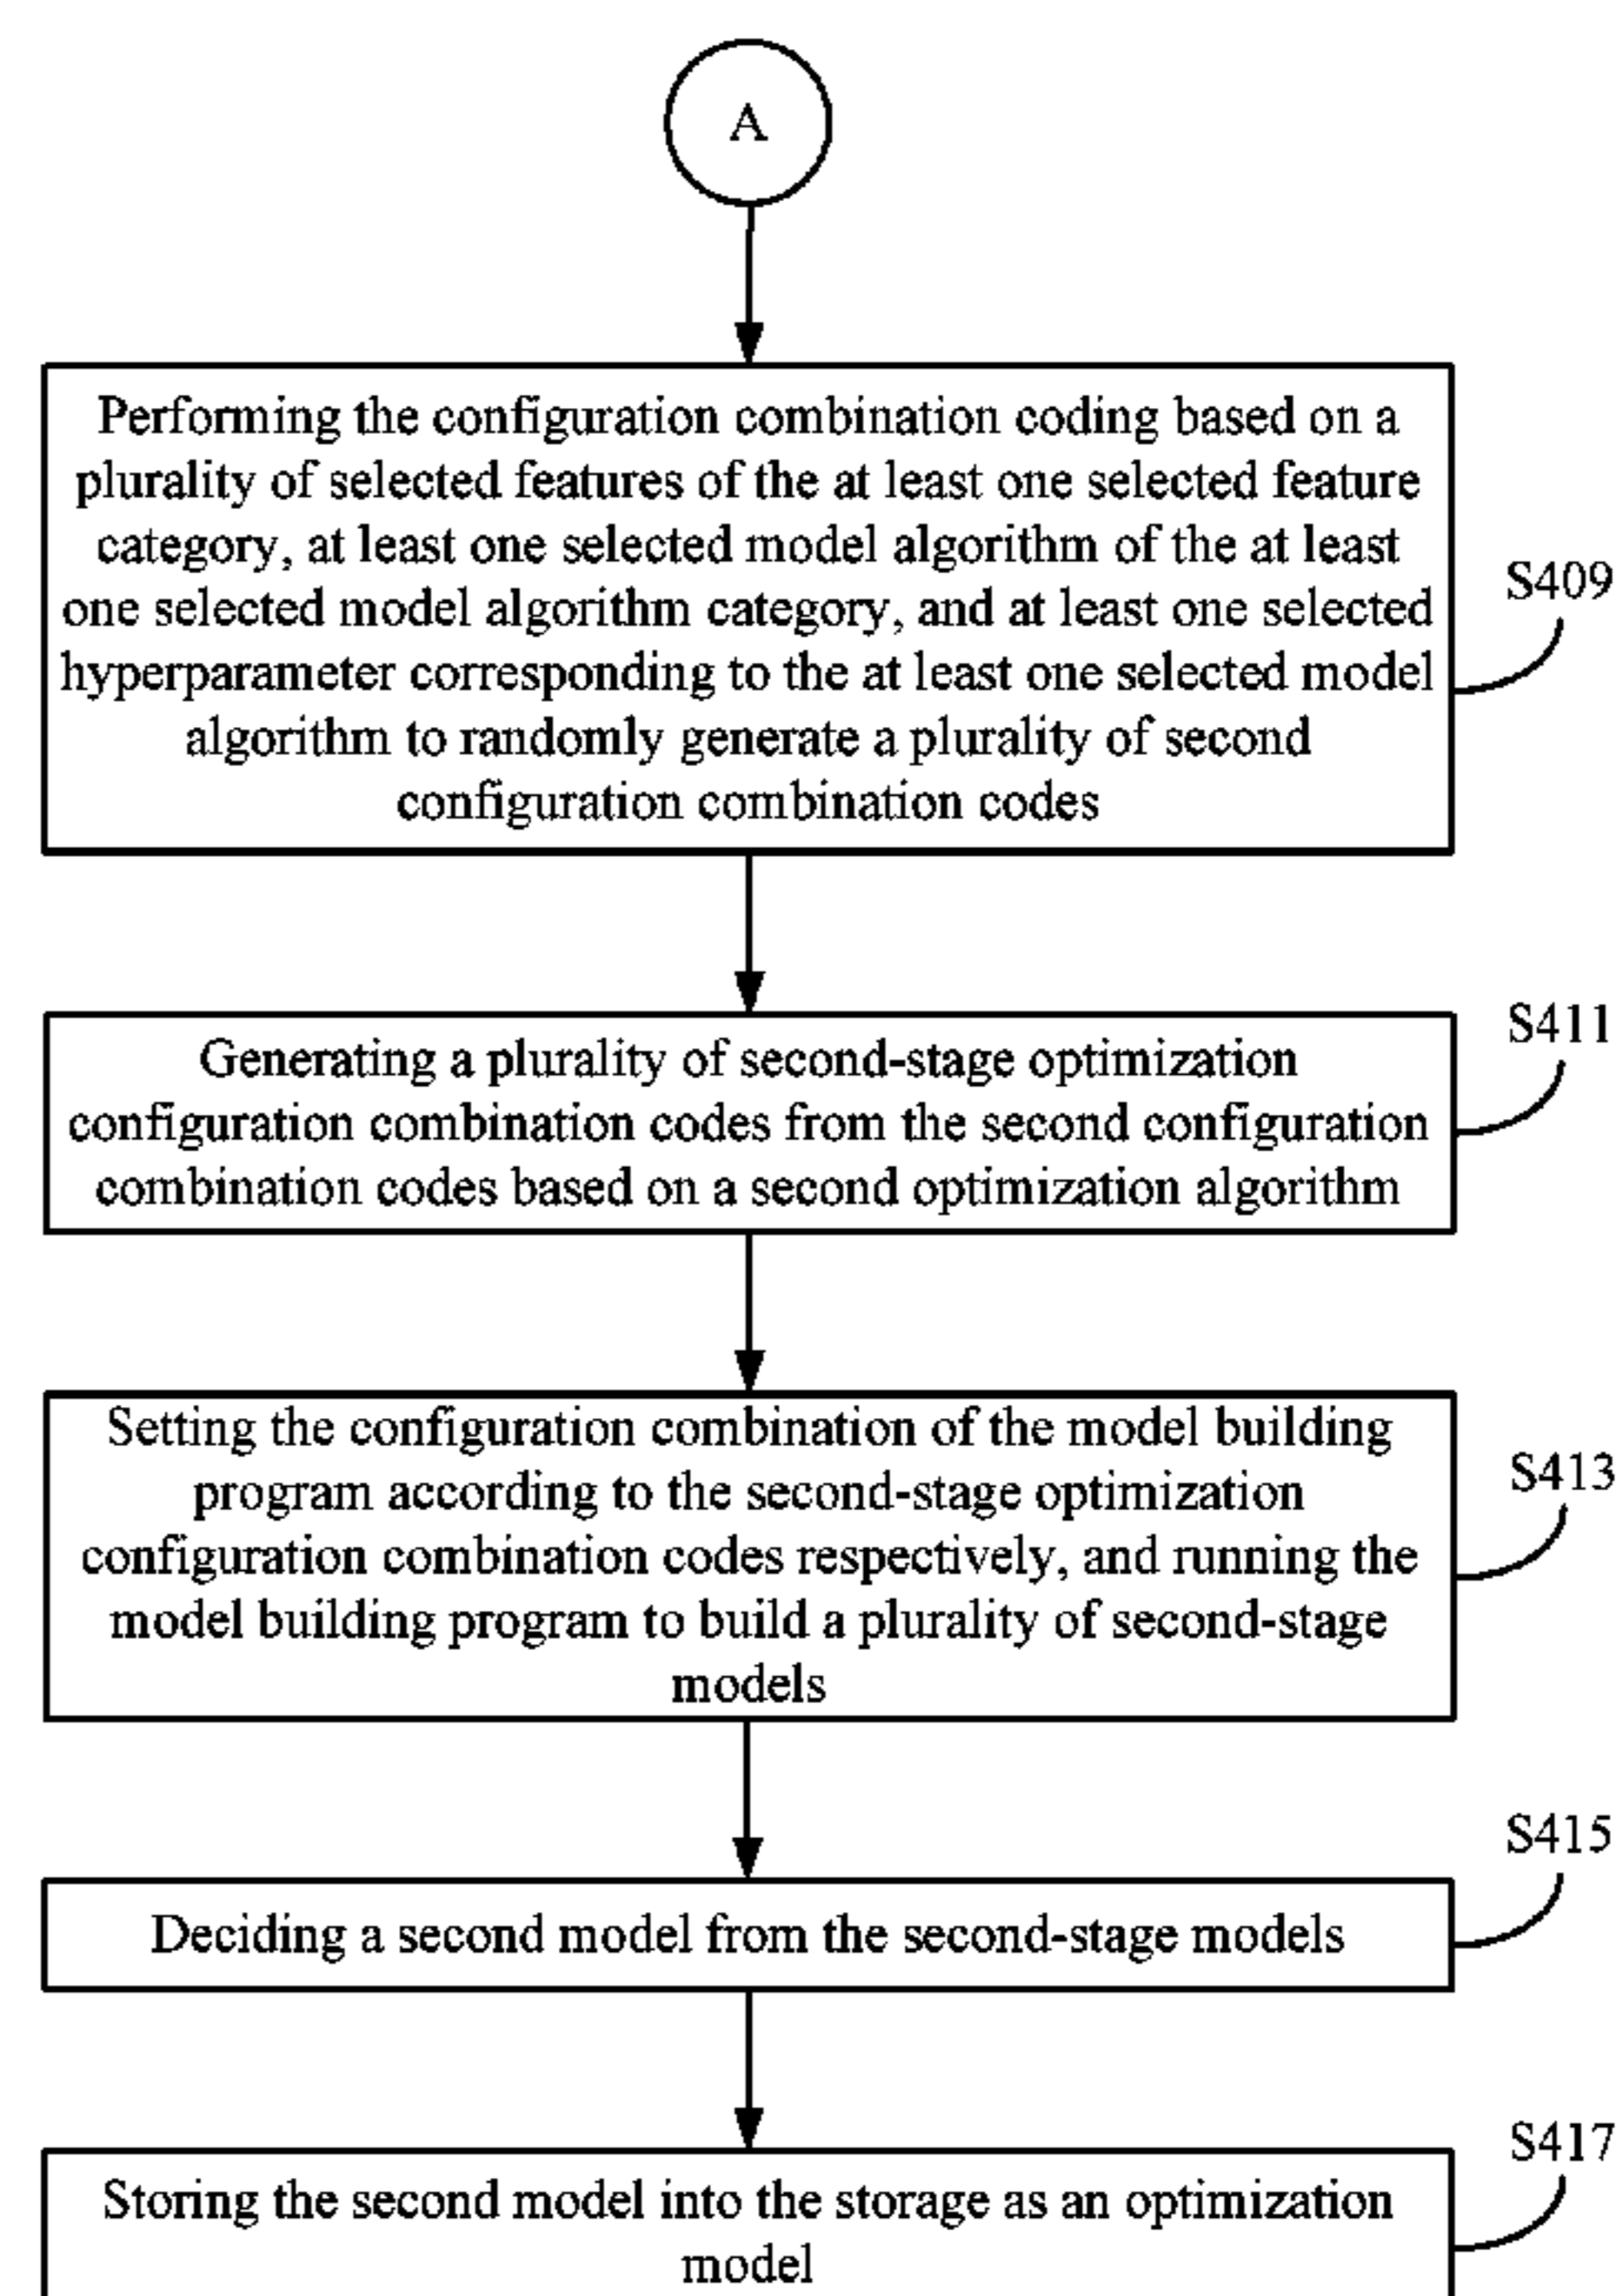 A
Performing the configuration combination coding based on a
plurality of selected features of the at least one selected feature
category, at least one selected model algorithm of the at least
one selected model algorithm category, and at least one selected
hyperparameter corresponding to the at least one selected model
algorithm to randomly generate a plurality of second
configuration combination codes
S409
Generating a plurality of second-stage optimization
configuration combination codes from the second configuration
combination codes based on a second optimization algorithm
S411
Setting the configuration combination of the model building
program according to the second-stage optimization
configuration combination codes respectively, and running the
model building program to build a plurality of second-stage
models
S413
Deciding a second model from the second-stage models
S415
Storing the second model into the storage as an optimization
model
S417